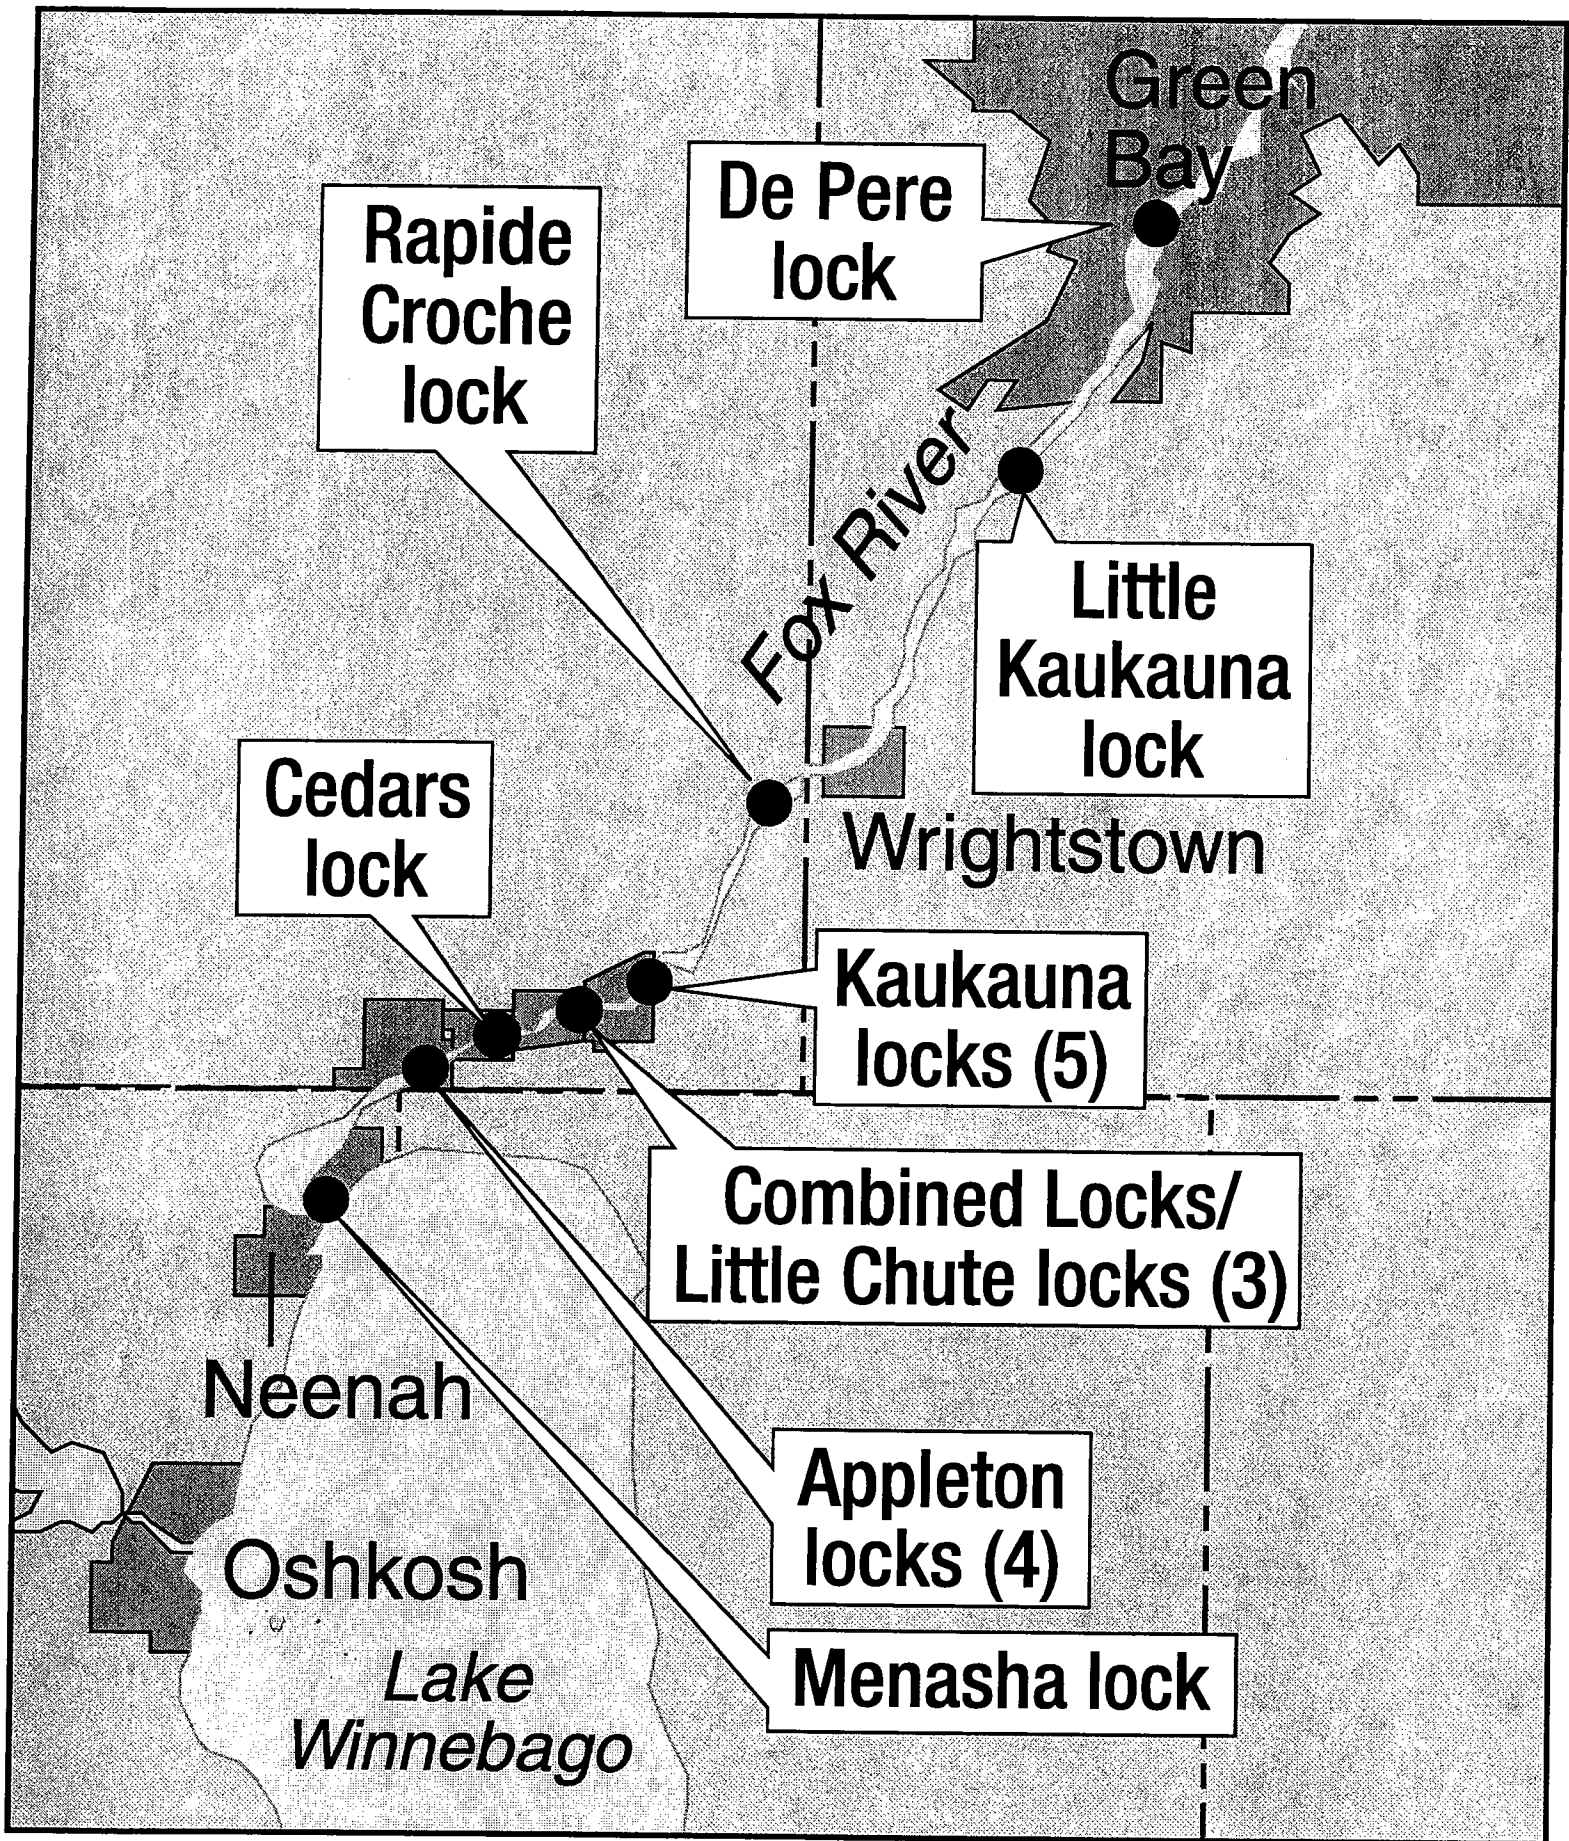 Green
Bay
De Pere
lock
Rapide
Croche
lock
Fox River
Little
Kaukauna
lock
Cedars
lock
Wrightstown
Kaukauna
locks (5)
Combined Locks/
Little Chute locks (3)
Neenah
Appleton
locks (4)
Oshkosh
Menasha lock
Lake
Winnebago